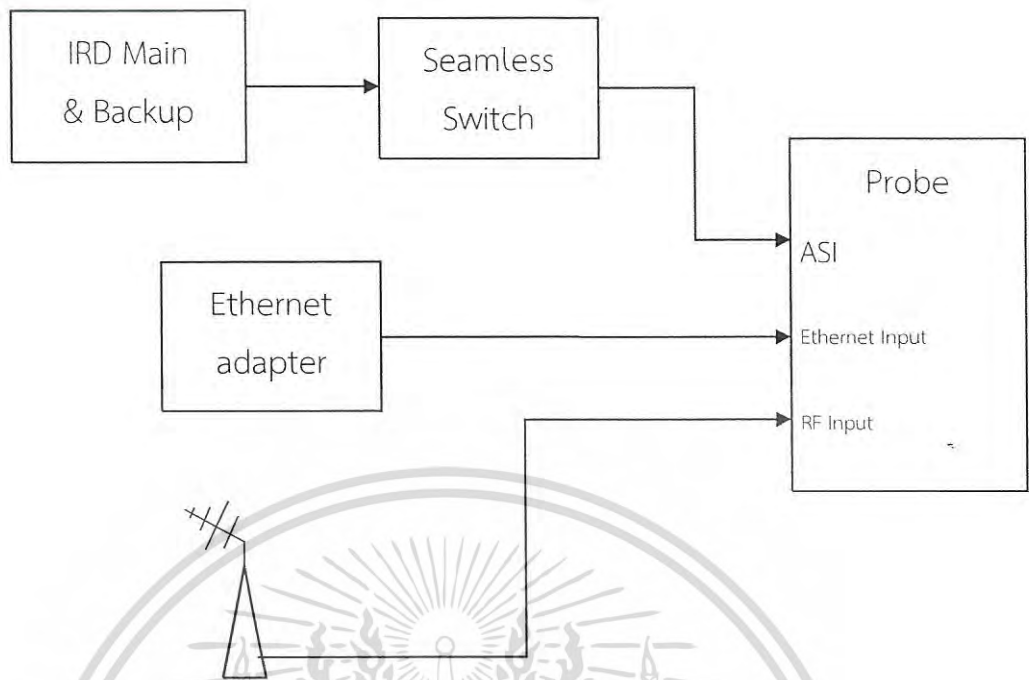 IRD Main
& Backup
Seamless
Switch
Probe
ASI
Ethernet
adapter
Ethernet Input
RF Input